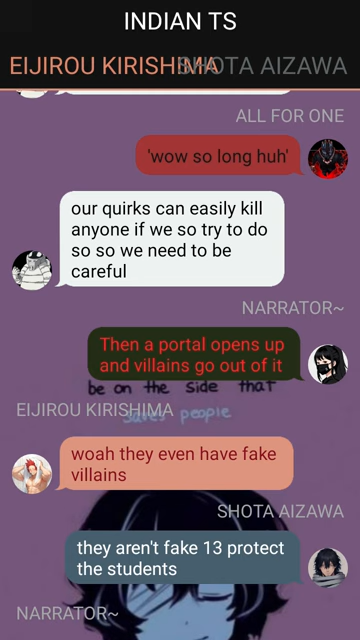 INDIAN TS
EIJIROU KIRISHIMA SHOTA AIZAWA
ALL FOR ONE
'wow so long huh'
our quirks can easily kill
anyone if we so try to do
so so we need to be
careful
NARRATOR~
Then a portal opens up
and villains go out of it
be on the side that
saves people
EIJIROU KIRISHIMA
woah they even have fake
villains
SHOTA AIZAWA
they aren't fake 13 protect
the students
NARRATOR~